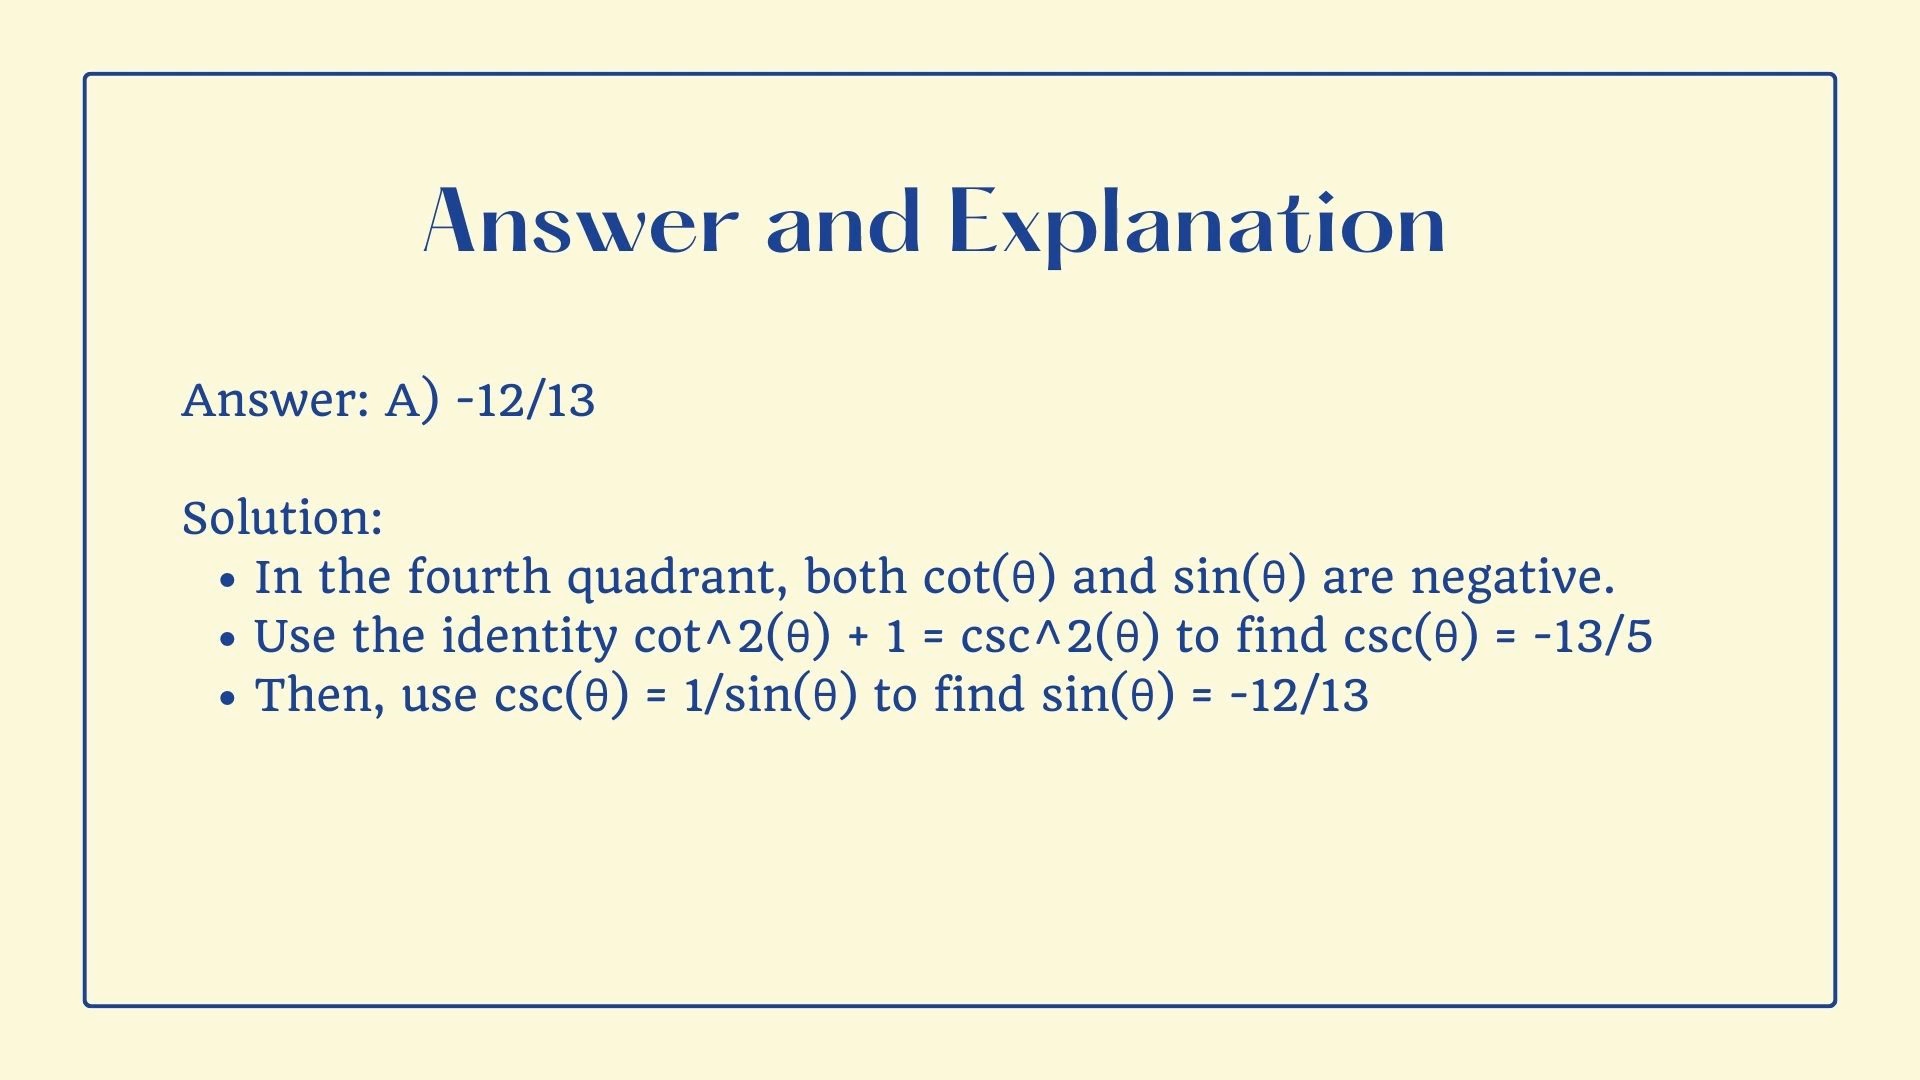 Answer and Explanation
Answer: A) -12/13
Solution:
• In the fourth quadrant, both cot(θ) and sin(θ) are negative.
• Use the identity cot^2(θ) + 1 = csc^2(θ) to find csc(θ) = -13/5
• Then, use csc(θ) = 1/sin(θ) to find sin(θ) = -12/13